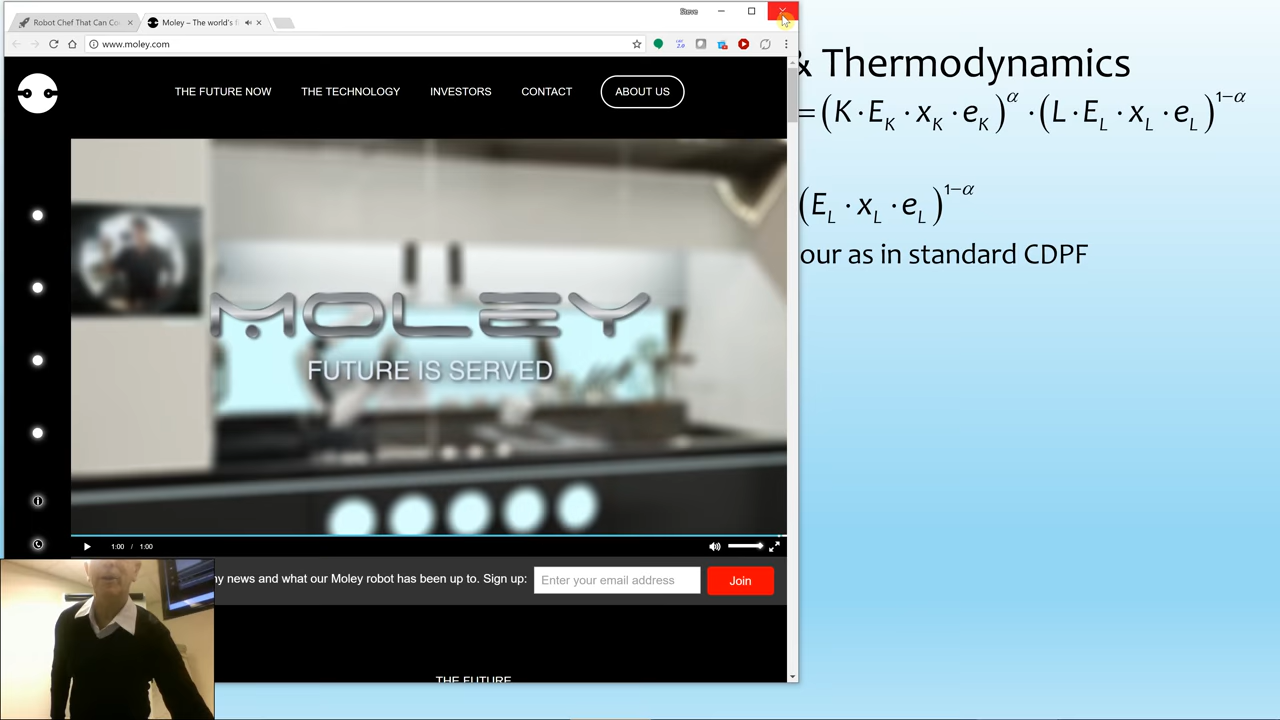 Robot Chef That Can Co
Moley – The world's f
Steve
www.moley.com
THE FUTURE NOW
THE TECHNOLOGY
INVESTORS
CONTACT
ABOUT US
MOLEY
FUTURE IS SERVED
1:00 / 1:00
ny news and what our Moley robot has been up to. Sign up:
Enter your email address
Join
THE FUTURE
& Thermodynamics
=(K·E_K·x_K·e_K)^α·(L·E_L·x_L·e_L)^1−α
(E_L·x_L·e_L)^1−α
our as in standard CDPF